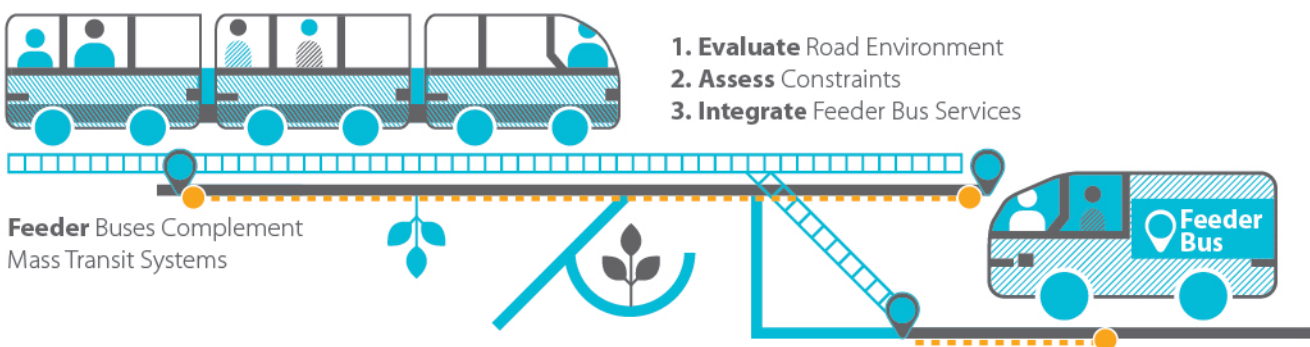 1. Evaluate Road Environment
2. Assess Constraints
3. Integrate Feeder Bus Services
Feeder Buses Complement
Mass Transit Systems
Feeder
Bus